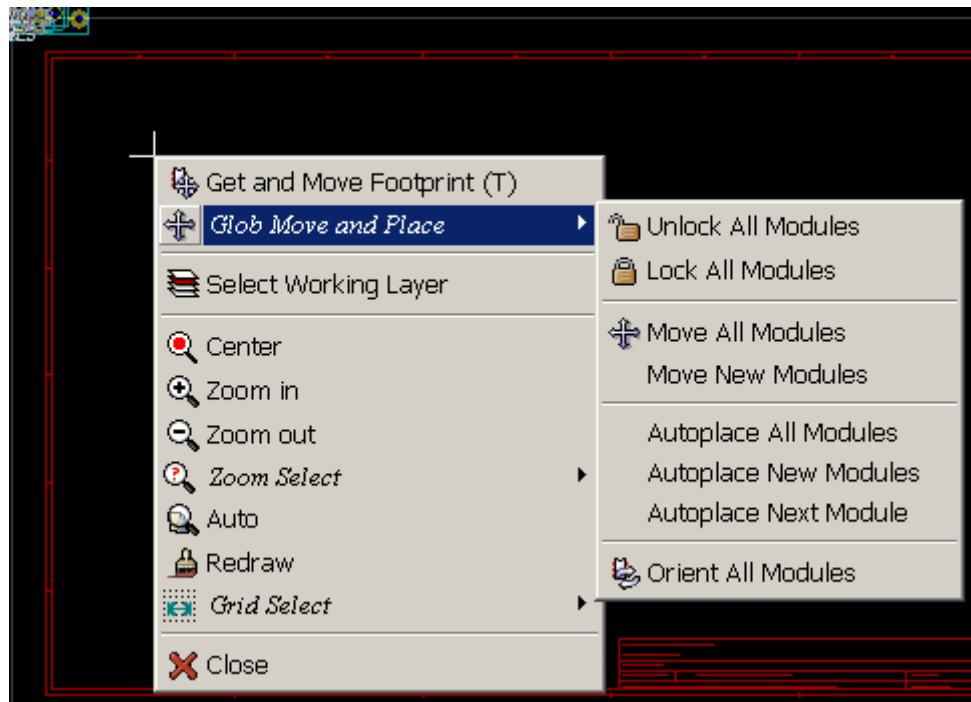 Get and Move Footprint (T)
Glob Move and Place
Select Working Layer
Center
Zoom in
Zoom out
Zoom Select
Auto
Redraw
Grid Select
Close
Unlock All Modules
Lock All Modules
Move All Modules
Move New Modules
Autoplace All Modules
Autoplace New Modules
Autoplace Next Module
Orient All Modules